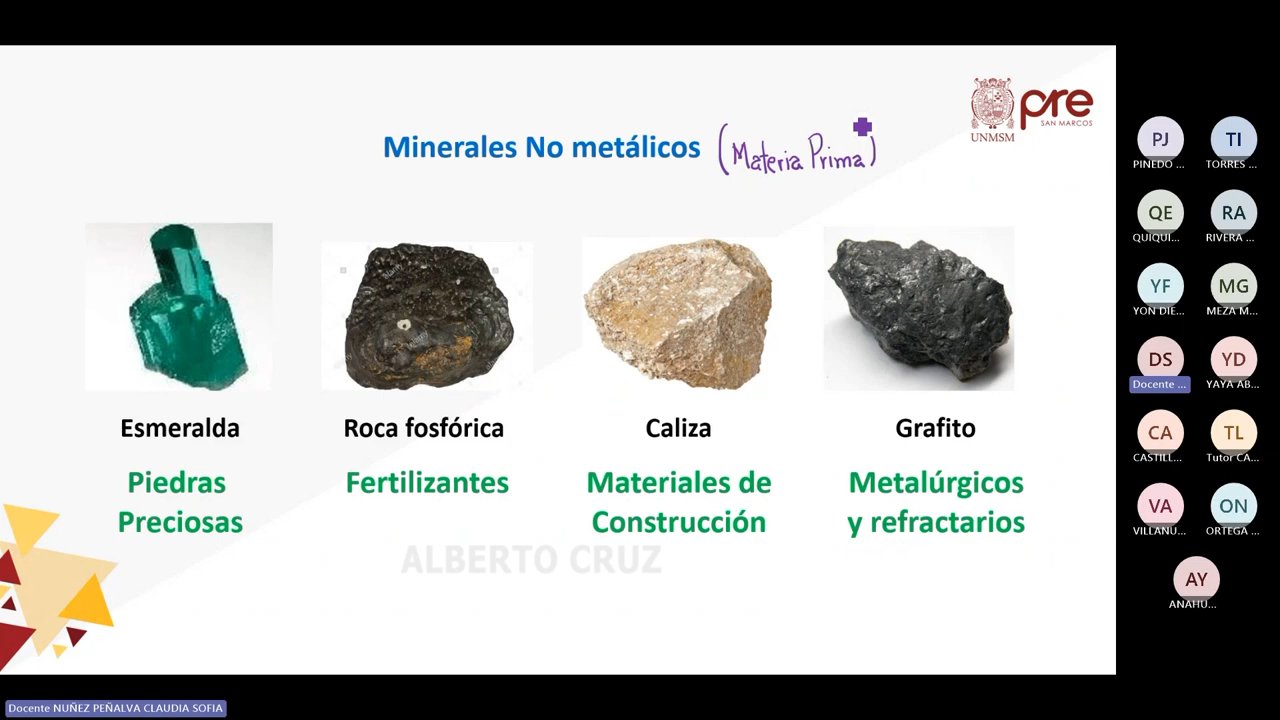 pre
SAN MARCOS
UNMSM
Minerales No metálicos (Materia Prima)
Esmeralda
Roca fosfórica
Caliza
Grafito
Piedras
Preciosas
Fertilizantes
Materiales de
Construcción
Metalúrgicos
y refractarios
ALBERTO CRUZ
PJ
PINEDO ...
TI
TORRES ...
QE
QUIQUI...
RA
RIVERA ...
YF
YON DIE...
MG
MEZA M...
DS
Docente ...
YD
YAYA AB...
CA
CASTILL...
TL
Tutor CA...
VA
VILLANU...
ON
ORTEGA ...
AY
ANAHU...
Docente NUÑEZ PEÑALVA CLAUDIA SOFIA